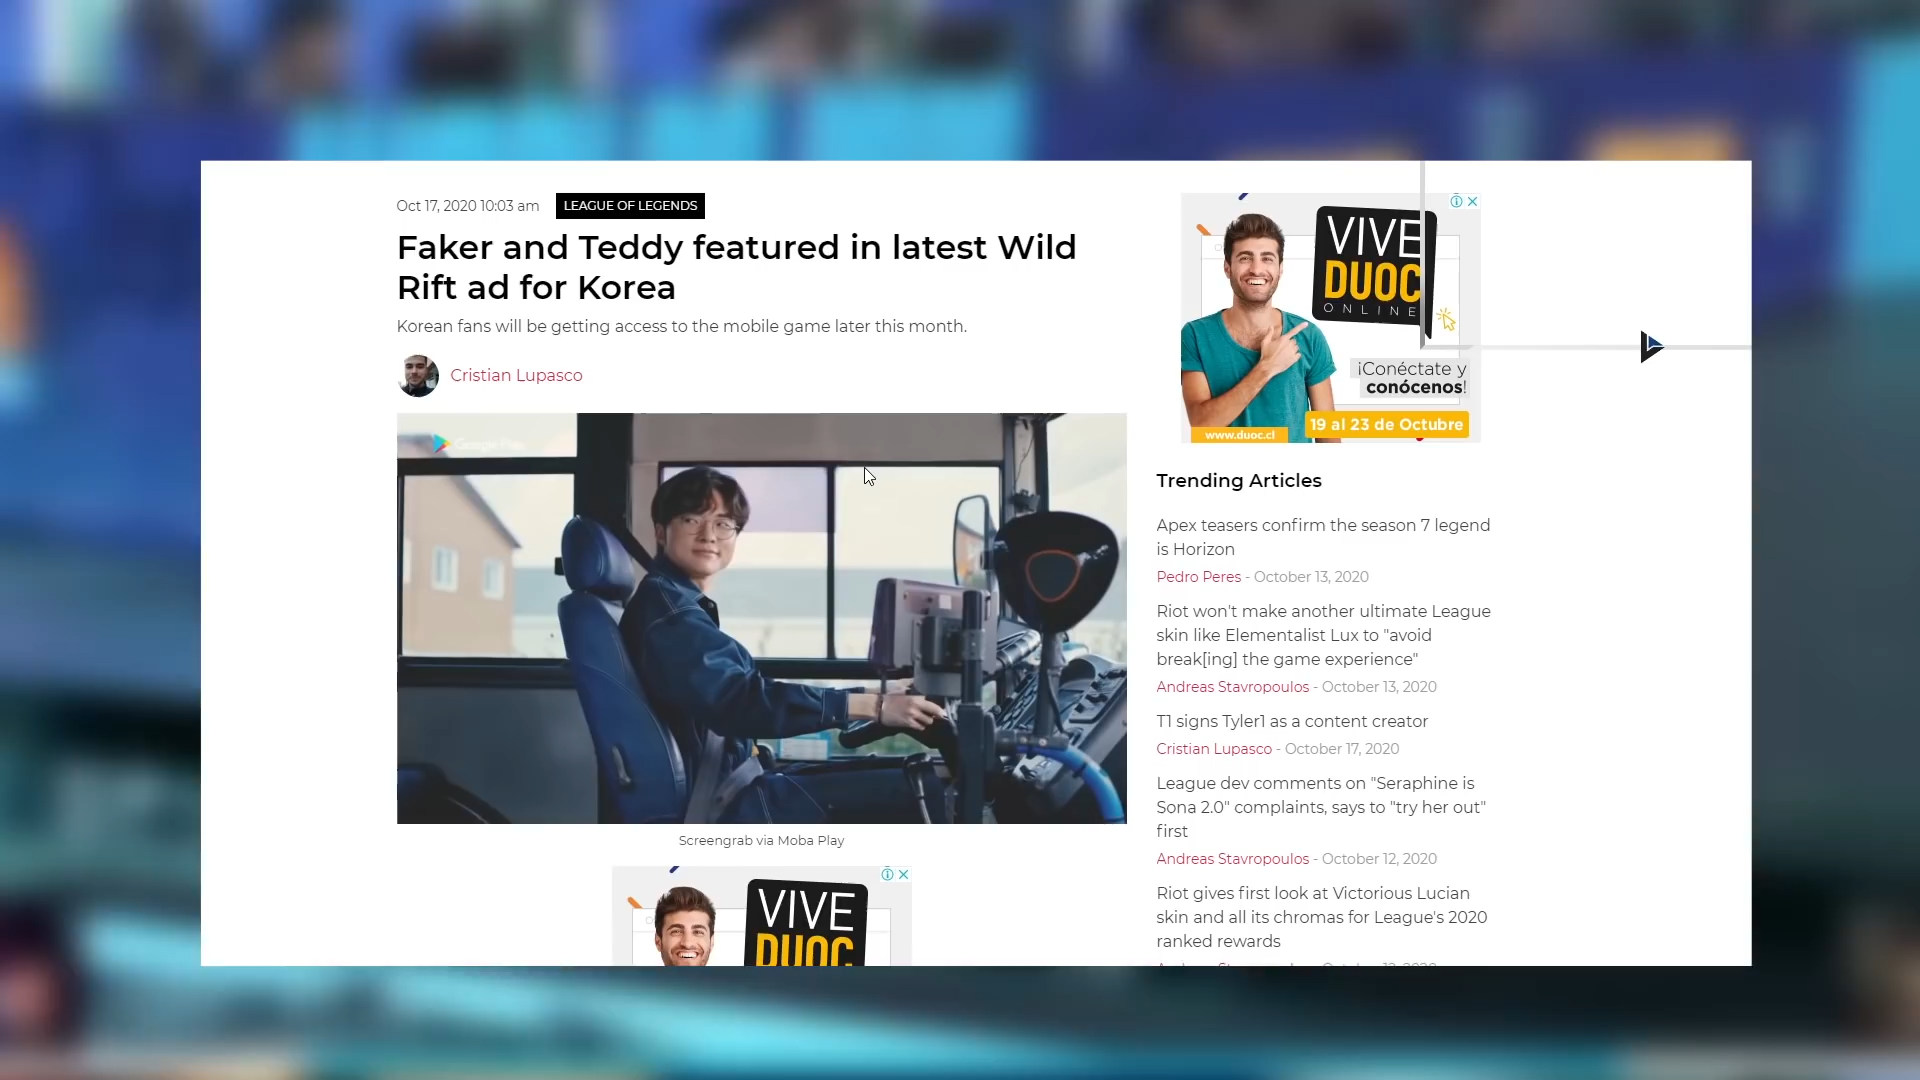 Oct 17, 2020 10:03 am
LEAGUE OF LEGENDS
Faker and Teddy featured in latest Wild
Rift ad for Korea
Korean fans will be getting access to the mobile game later this month.
Cristian Lupasco
Google Play
Screengrab via Moba Play
VIVE
DUOC
VIVE
DUOC
ONLINE
¡Conéctate y
conócenos!
19 al 23 de Octubre
www.duoc.cl
Trending Articles
Apex teasers confirm the season 7 legend
is Horizon
Pedro Peres - October 13, 2020
Riot won't make another ultimate League
skin like Elementalist Lux to "avoid
break[ing] the game experience"
Andreas Stavropoulos - October 13, 2020
T1 signs Tyler1 as a content creator
Cristian Lupasco - October 17, 2020
League dev comments on "Seraphine is
Sona 2.0" complaints, says to "try her out"
first
Andreas Stavropoulos - October 12, 2020
Riot gives first look at Victorious Lucian
skin and all its chromas for League's 2020
ranked rewards